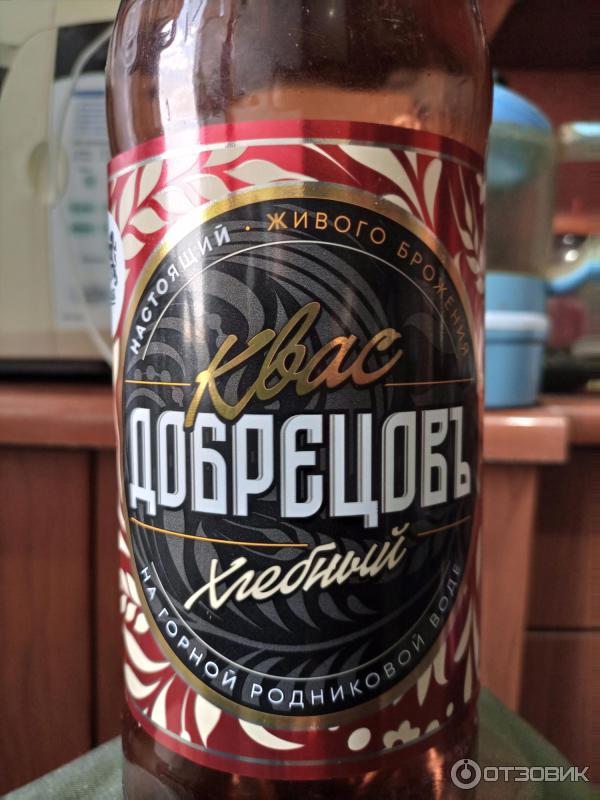 НАСТОЯЩИЙ · ЖИВОГО БРОЖЕНИЯ
Квас
ДОБРЕЦОВЪ
Хлебный
НА ГОРНОЙ РОДНИКОВОЙ ВОДЕ
ОТЗОВИК